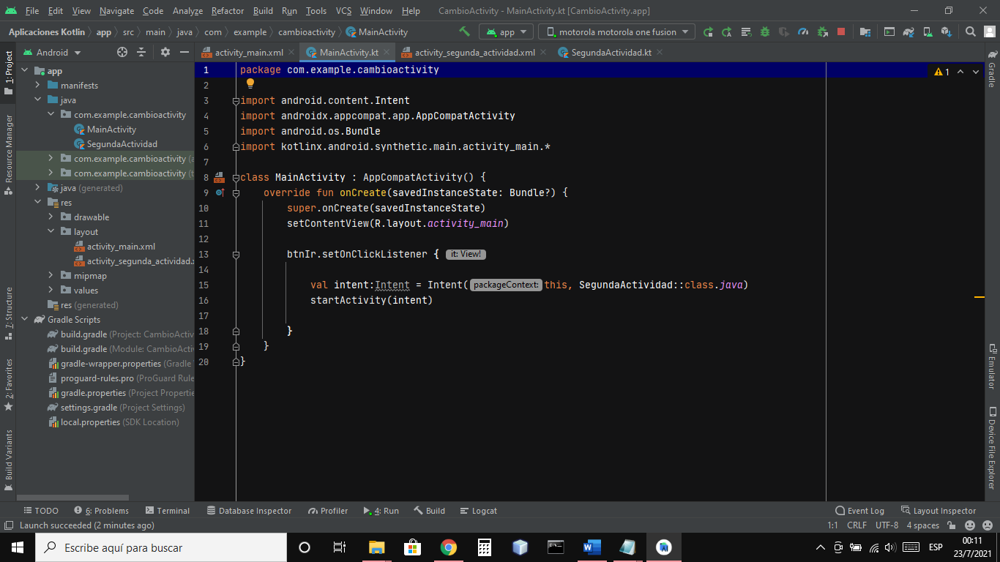 File Edit View Navigate Code Analyze Refactor Build Run Tools VCS Window Help CambioActivity - MainActivity.kt [CambioActivity.app]
Aplicaciones Kotlin app src main java com example cambioactivity MainActivity app motorola motorola one fusion
Android activity_main.xml MainActivity.kt activity_segunda_actividad.xml SegundaActividad.kt
1: Project
Resource Manager
7: Structure
2: Favorites
Build Variants
app
manifests
java
com.example.cambioactivity
MainActivity
SegundaActividad
com.example.cambioactivity (a
com.example.cambioactivity (t
java (generated)
res
drawable
layout
activity_main.xml
activity_segunda_actividad.x
mipmap
values
res (generated)
Gradle Scripts
build.gradle (Project: CambioActiv
build.gradle (Module: CambioActiv
gradle-wrapper.properties (Gradle
proguard-rules.pro (ProGuard Rule
gradle.properties (Project Propertie
settings.gradle (Project Settings)
local.properties (SDK Location)
1 package com.example.cambioactivity
2
3 import android.content.Intent
4 import androidx.appcompat.app.AppCompatActivity
5 import android.os.Bundle
6 import kotlinx.android.synthetic.main.activity_main.*
7
8 class MainActivity : AppCompatActivity() {
9 override fun onCreate(savedInstanceState: Bundle?) {
10 super.onCreate(savedInstanceState)
11 setContentView(R.layout.activity_main)
12
13 btnIr.setOnClickListener { it: View!
14
15 val intent:Intent = Intent( packageContext: this, SegundaActividad::class.java)
16 startActivity(intent)
17
18 }
19 }
20 }
1
Gradle
Emulator
Device File Explorer
TODO 6: Problems Terminal Database Inspector Profiler 4: Run Build Logcat Event Log Layout Inspector
Launch succeeded (2 minutes ago) 1:1 CRLF UTF-8 4 spaces
Escribe aquí para buscar ESP 00:11
23/7/2021